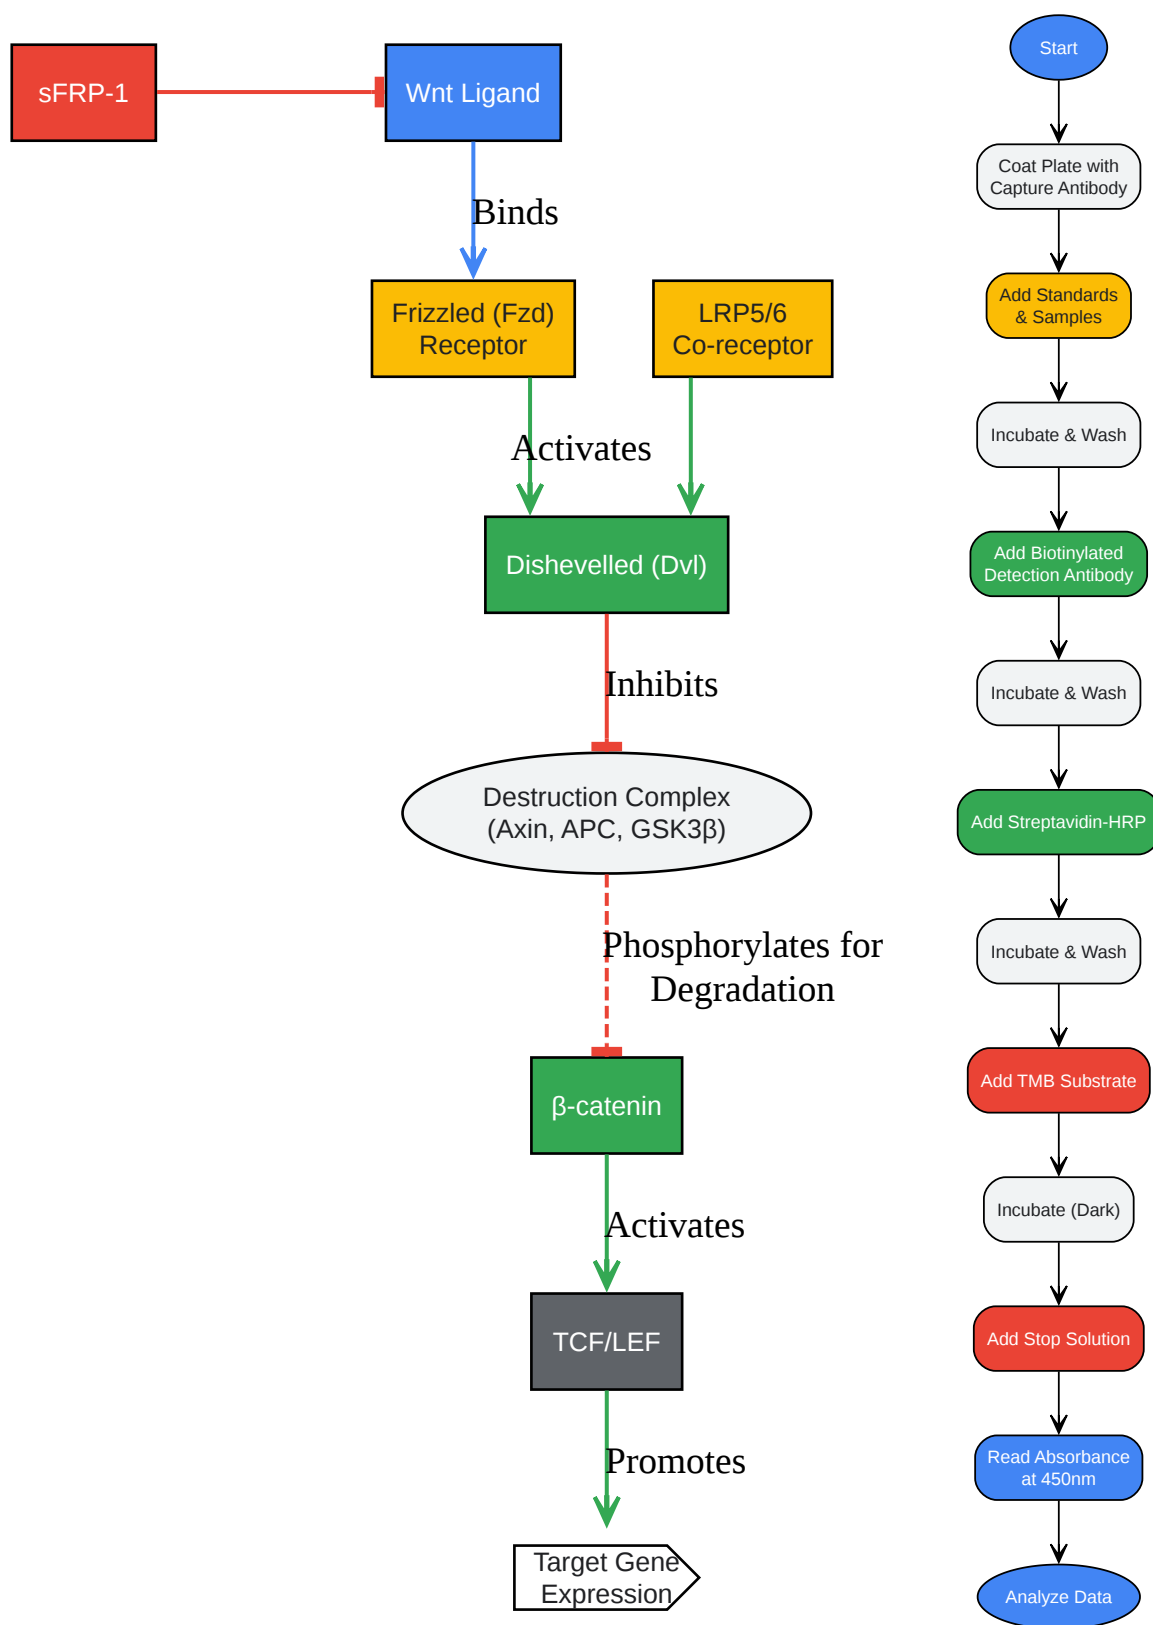 sFRP-1
Wnt Ligand
Binds
Frizzled (Fzd)
Receptor
LRP5/6
Co-receptor
Activates
Dishevelled (Dvl)
Inhibits
Destruction Complex
(Axin, APC, GSK3β)
Phosphorylates for
Degradation
β-catenin
Activates
TCF/LEF
Promotes
Target Gene
Expression
Start
Coat Plate with
Capture Antibody
Add Standards
& Samples
Incubate & Wash
Add Biotinylated
Detection Antibody
Incubate & Wash
Add Streptavidin-HRP
Incubate & Wash
Add TMB Substrate
Incubate (Dark)
Add Stop Solution
Read Absorbance
at 450nm
Analyze Data